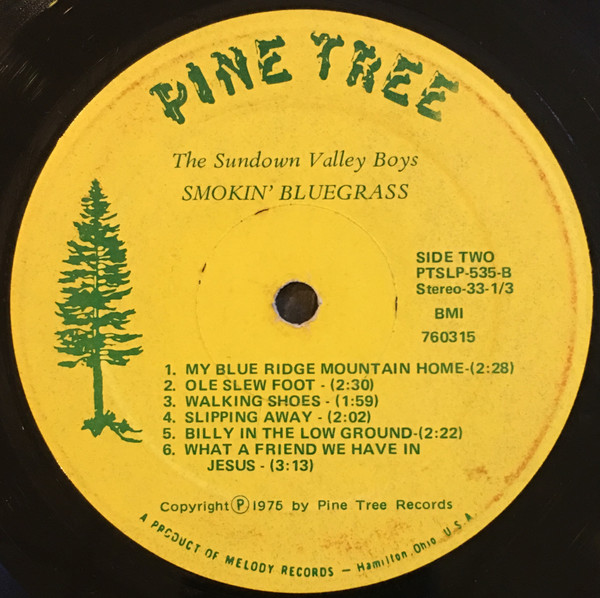 PINE TREE
The Sundown Valley Boys
SMOKIN' BLUEGRASS
SIDE TWO
PTSLP-535-B
Stereo-33-1/3
BMI
760315
1. MY BLUE RIDGE MOUNTAIN HOME-(2:28)
2. OLE SLEW FOOT - (2:30)
3. WALKING SHOES - (1:59)
4. SLIPPING AWAY - (2:02)
5. BILLY IN THE LOW GROUND-(2:22)
6. WHAT A FRIEND WE HAVE IN
JESUS - (3:13)
Copyright Ⓟ 1975 by Pine Tree Records
A PRODUCT OF MELODY RECORDS — Hamilton, Ohio U.S.A.